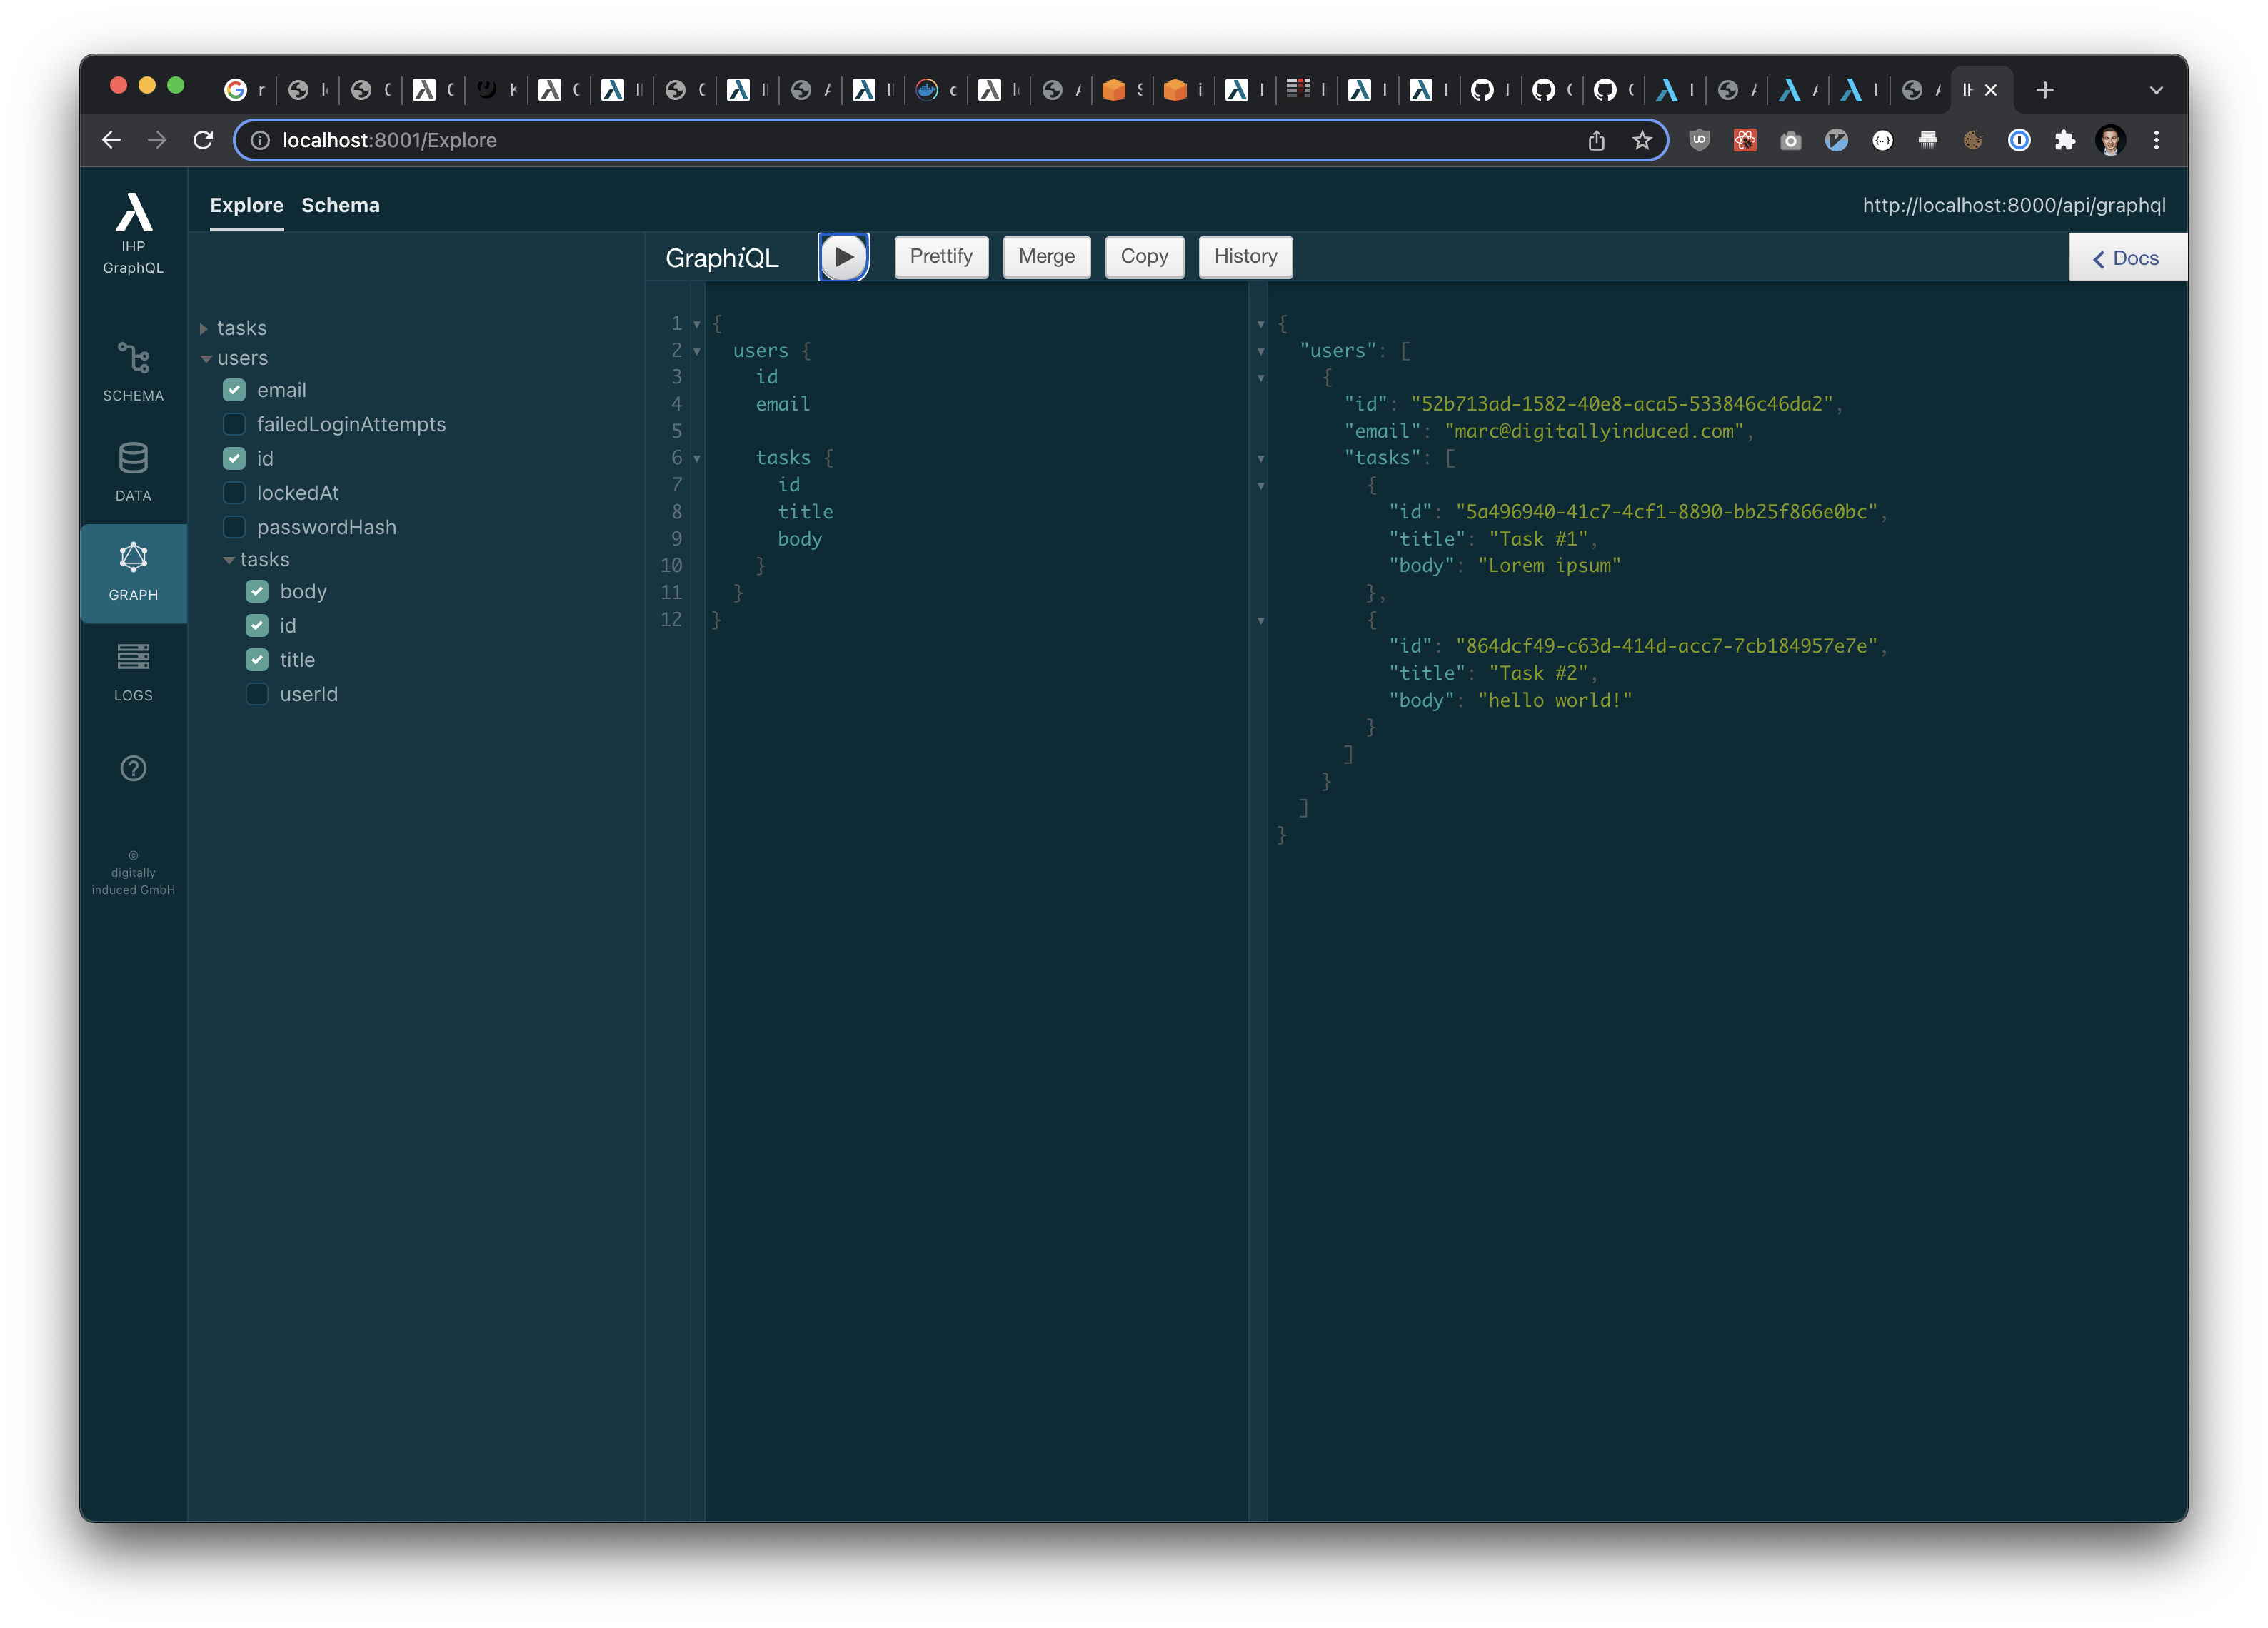 localhost:8001/Explore
IHP
GraphQL
Explore Schema
http://localhost:8000/api/graphql
GraphiQL
Prettify
Merge
Copy
History
Docs
SCHEMA
DATA
GRAPH
LOGS
©
digitally
induced GmbH
tasks
users
email
failedLoginAttempts
id
lockedAt
passwordHash
tasks
body
id
title
userId
1 {
2 users {
3 id
4 email
5
6 tasks {
7 id
8 title
9 body
10 }
11 }
12 }
{
"users": [
{
"id": "52b713ad-1582-40e8-aca5-533846c46da2",
"email": "marc@digitallyinduced.com",
"tasks": [
{
"id": "5a496940-41c7-4cf1-8890-bb25f866e0bc",
"title": "Task #1",
"body": "Lorem ipsum"
},
{
"id": "864dcf49-c63d-414d-acc7-7cb184957e7e",
"title": "Task #2",
"body": "hello world!"
}
]
}
]
}